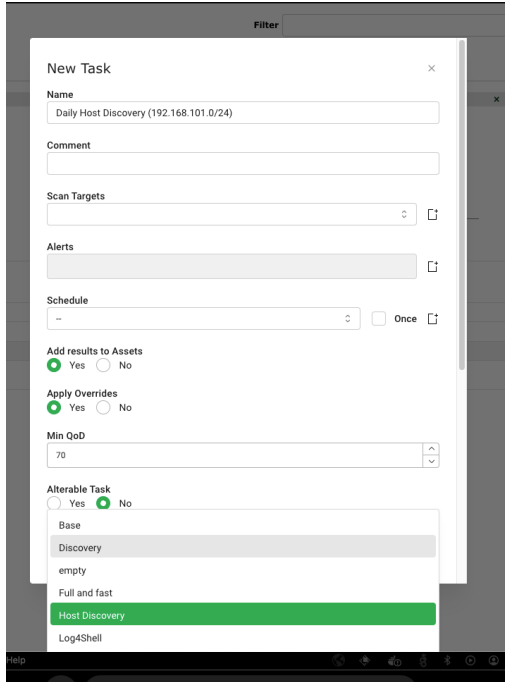 Filter
New Task
×
Name
Daily Host Discovery (192.168.101.0/24)
×
Comment
Scan Targets
Alerts
Schedule
--
Once
Add results to Assets
Yes No
Apply Overrides
Yes No
Min QoD
70
Alterable Task
Yes No
Base
Discovery
empty
Full and fast
Host Discovery
Log4Shell
Help